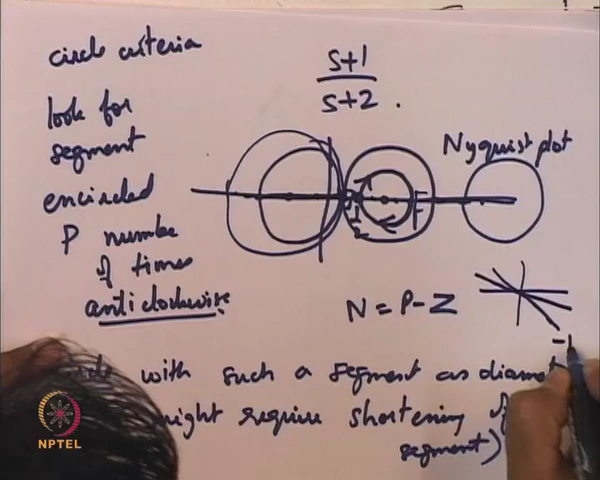 circle criteria
s+1
s+2 .
look for
segment
encircled
P number
of times
anticlockwise.
Nyquist plot
N = P - Z
with such a segment as diamet
might require shortening of
segment)
NPTEL